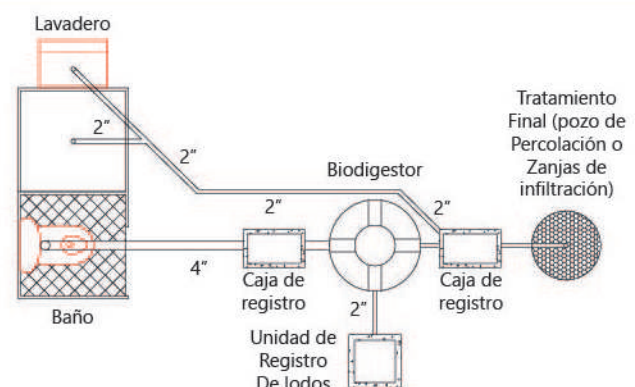 Lavadero
2”
2”
2”
Biodigestor
2”
Tratamiento
Final (pozo de
Percolación o
Zanjas de
infiltración)
4”
Caja de
registro
2”
Caja de
registro
Baño
Unidad de
Registro
De lodos